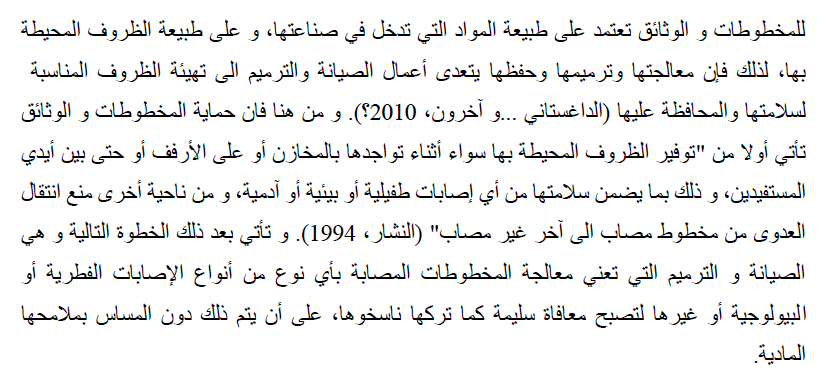 للمخطوطات و الوثائق تعتمد على طبيعة المواد التي تدخل في صناعتها، و على طبيعة الظروف المحيطة
بها، لذلك فإن معالجتها وترميمها وحفظها يتعدى أعمال الصيانة والترميم الى تهيئة الظروف المناسبة
لسلامتها والمحافظة عليها (الداغستاني ...و آخرون، 2010؟). و من هنا فان حماية المخطوطات و الوثائق
تأتي أولا من "توفير الظروف المحيطة بها سواء أثناء تواجدها بالمخازن أو على الأرفف أو حتى بين أيدي
المستفيدين، و ذلك بما يضمن سلامتها من أي إصابات طفيلية أو بيئية أو آدمية، و من ناحية أخرى منع انتقال
العدوى من مخطوط مصاب الى آخر غير مصاب" (النشار، 1994). و تأتي بعد ذلك الخطوة التالية و هي
الصيانة و الترميم التي تعني معالجة المخطوطات المصابة بأي نوع من أنواع الإصابات الفطرية أو
البيولوجية أو غيرها لتصبح معافاة سليمة كما تركها ناسخوها، على أن يتم ذلك دون المساس بملامحها
المادية.